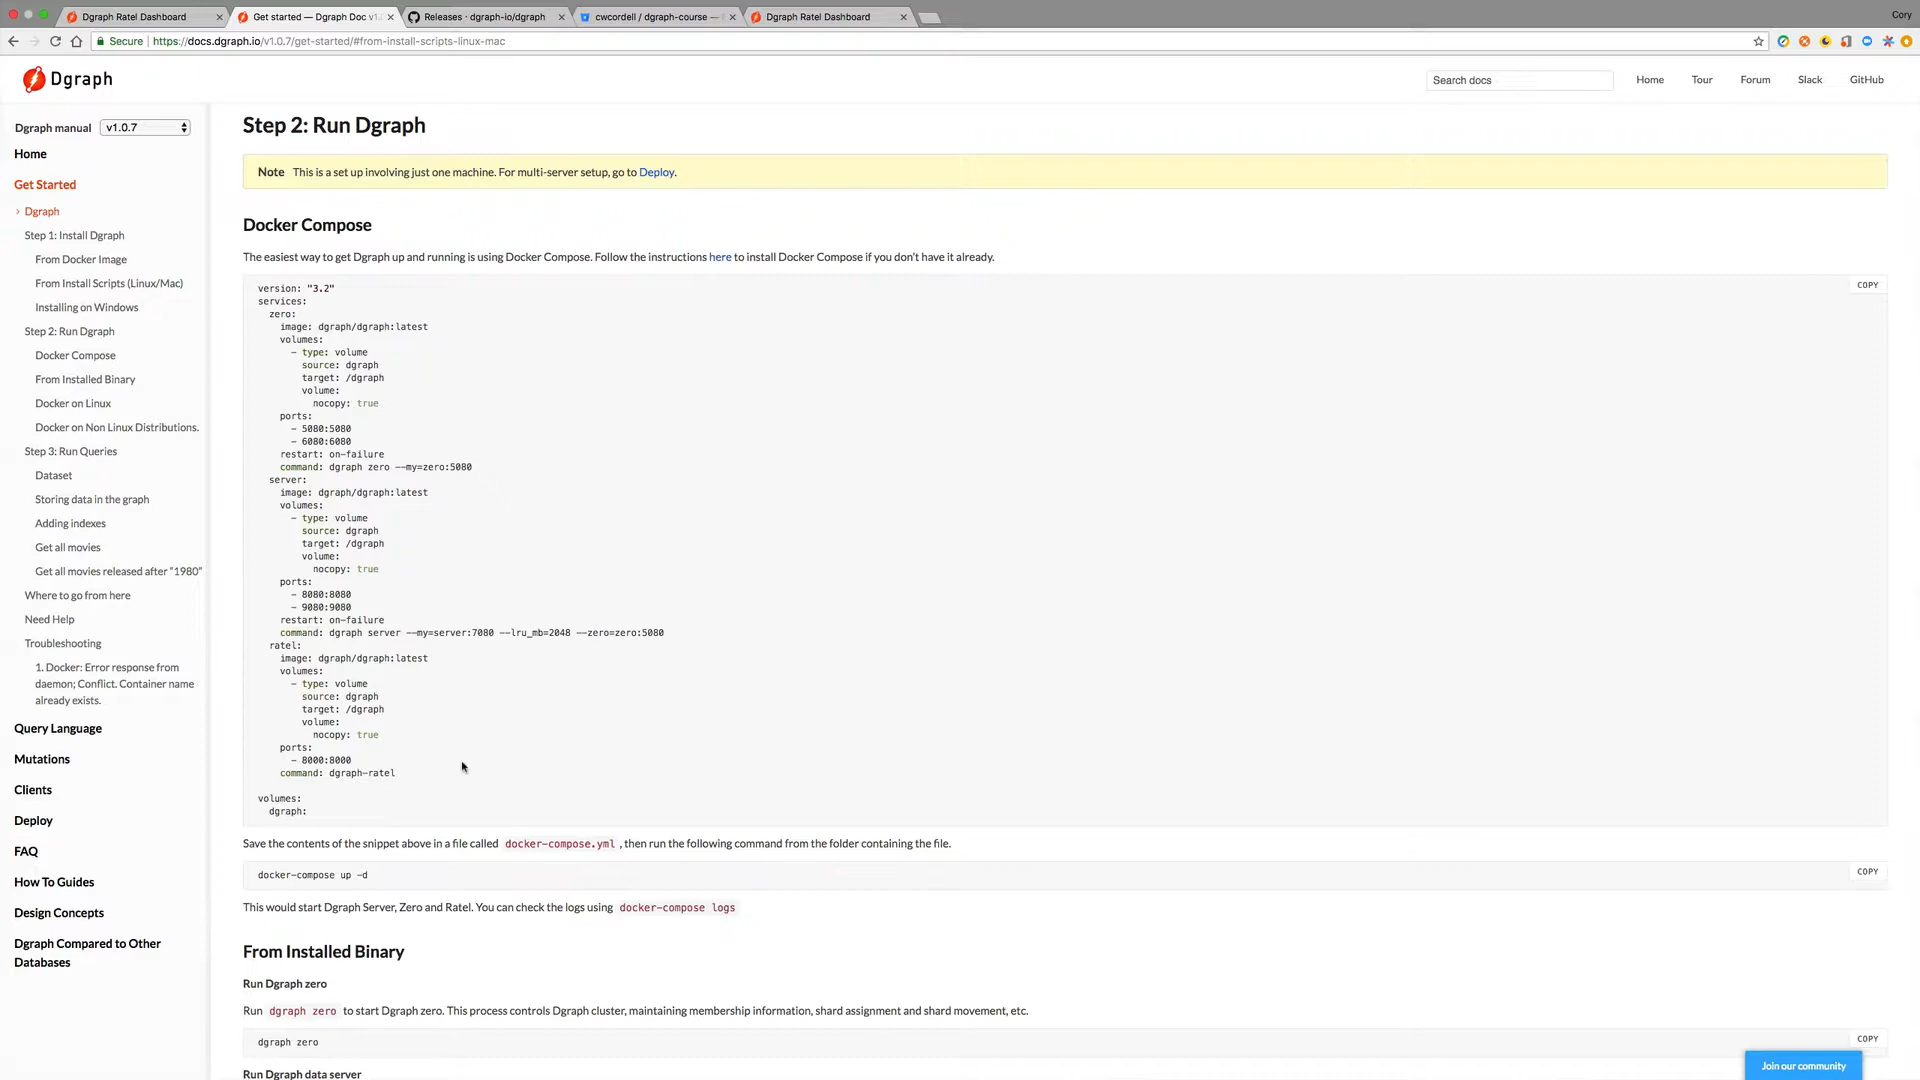 Dgraph Ratel Dashboard
Get started — Dgraph Doc v1.
Releases · dgraph-io/dgraph
cwcordell / dgraph-course —
Dgraph Ratel Dashboard
Cory
Secure
https://docs.dgraph.io/v1.0.7/get-started/#from-install-scripts-linux-mac
Dgraph
Search docs
Home
Tour
Forum
Slack
GitHub
Dgraph manual
v1.0.7
Home
Get Started
Dgraph
Step 1: Install Dgraph
From Docker Image
From Install Scripts (Linux/Mac)
Installing on Windows
Step 2: Run Dgraph
Docker Compose
From Installed Binary
Docker on Linux
Docker on Non Linux Distributions.
Step 3: Run Queries
Dataset
Storing data in the graph
Adding indexes
Get all movies
Get all movies released after "1980"
Where to go from here
Need Help
Troubleshooting
1. Docker: Error response from
daemon; Conflict. Container name
already exists.
Query Language
Mutations
Clients
Deploy
FAQ
How To Guides
Design Concepts
Dgraph Compared to Other
Databases
Step 2: Run Dgraph
Note This is a set up involving just one machine. For multi-server setup, go to Deploy.
Docker Compose
The easiest way to get Dgraph up and running is using Docker Compose. Follow the instructions here to install Docker Compose if you don't have it already.
COPY
version: "3.2"
services:
zero:
image: dgraph/dgraph:latest
volumes:
- type: volume
source: dgraph
target: /dgraph
volume:
nocopy: true
ports:
- 5080:5080
- 6080:6080
restart: on-failure
command: dgraph zero --my=zero:5080
server:
image: dgraph/dgraph:latest
volumes:
- type: volume
source: dgraph
target: /dgraph
volume:
nocopy: true
ports:
- 8080:8080
- 9080:9080
restart: on-failure
command: dgraph server --my=server:7080 --lru_mb=2048 --zero=zero:5080
ratel:
image: dgraph/dgraph:latest
volumes:
- type: volume
source: dgraph
target: /dgraph
volume:
nocopy: true
ports:
- 8000:8000
command: dgraph-ratel
volumes:
dgraph:
Save the contents of the snippet above in a file called docker-compose.yml , then run the following command from the folder containing the file.
docker-compose up -d
COPY
This would start Dgraph Server, Zero and Ratel. You can check the logs using docker-compose logs
From Installed Binary
Run Dgraph zero
Run dgraph zero to start Dgraph zero. This process controls Dgraph cluster, maintaining membership information, shard assignment and shard movement, etc.
dgraph zero
COPY
Run Dgraph data server
Join our community